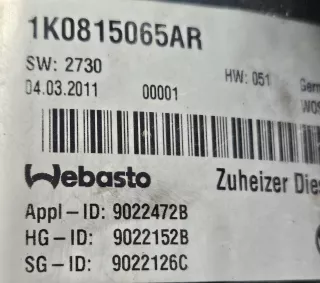 1K0815065AR
SW: 2730 HW: 051
04.03.2011 00001
Webasto Zuheizer
Appl-ID: 9022472B
HG-ID: 9022152B
SG-ID: 9022126C